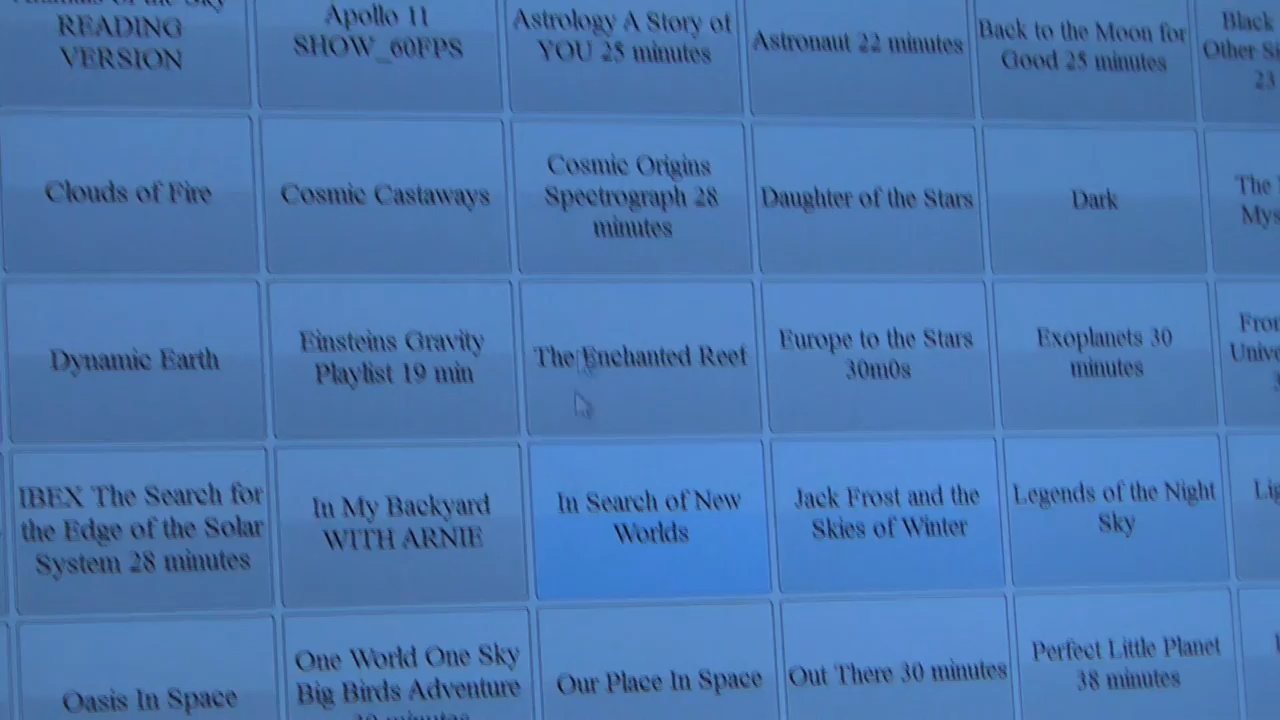 of the Sky
READING
VERSION
Apollo 11
SHOW_60FPS
Astrology A Story of
YOU 25 minutes
Astronaut 22 minutes
Back to the Moon for
Good 25 minutes
Black
Other
23
Clouds of Fire
Cosmic Castaways
Cosmic Origins
Spectrograph 28
minutes
Daughter of the Stars
Dark
The
Dynamic Earth
Einsteins Gravity
Playlist 19 min
The Enchanted Reef
Europe to the Stars
30m0s
Exoplanets 30
minutes
IBEX The Search for
the Edge of the Solar
System 28 minutes
In My Backyard
WITH ARNIE
In Search of New
Worlds
Jack Frost and the
Skies of Winter
Legends of the Night
Sky
Oasis In Space
One World One Sky
Big Birds Adventure
minutes
Our Place In Space
Out There 30 minutes
Perfect Little Planet
38 minutes